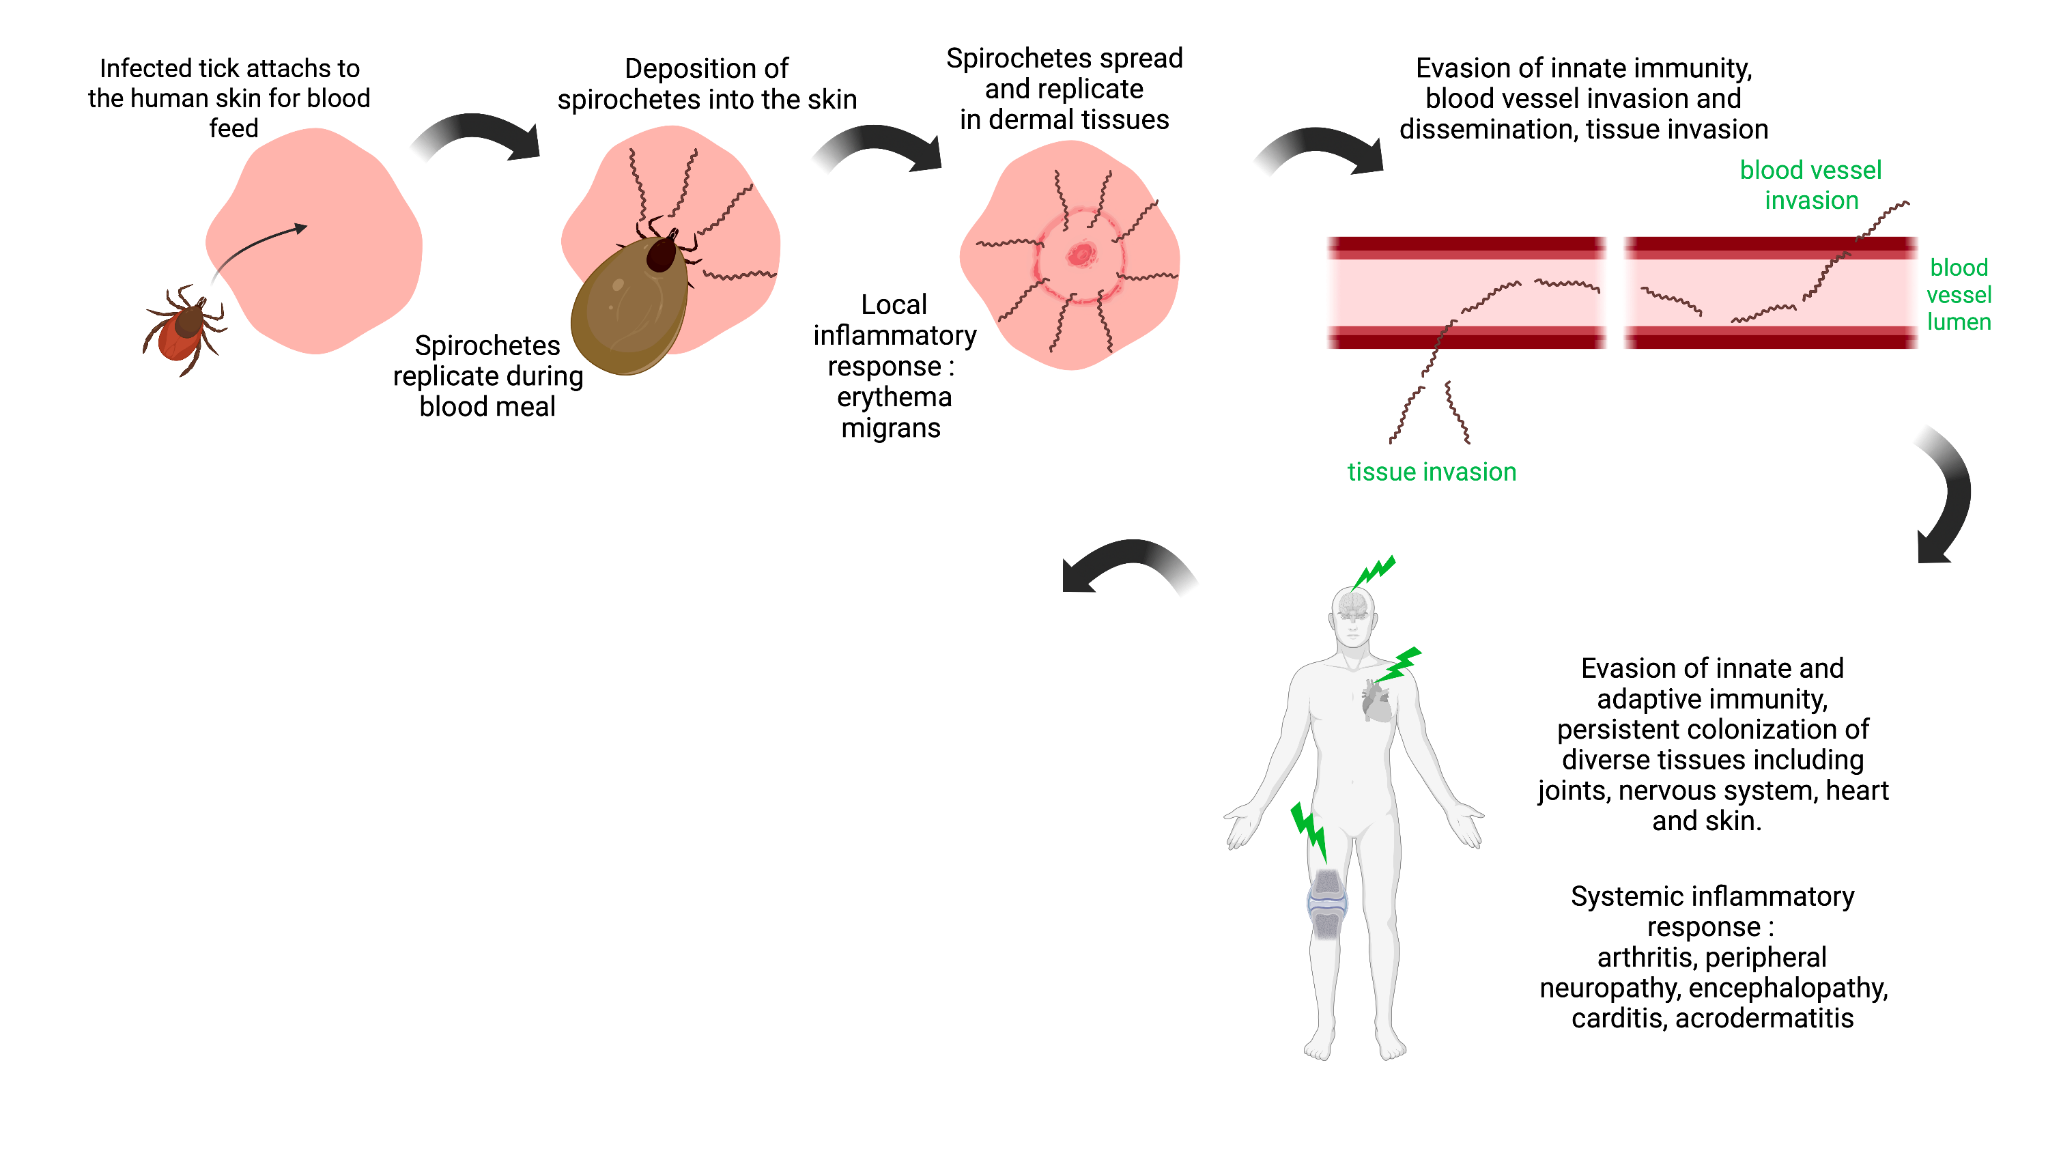 Infected tick attachs to
the human skin for blood
feed
Deposition of
spirochetes into the skin
Spirochetes
replicate during
blood meal
Spirochetes spread
and replicate
in dermal tissues
Local
inflammatory
response :
erythema
migrans
Evasion of innate immunity,
blood vessel invasion and
dissemination, tissue invasion
blood vessel
invasion
blood
vessel
lumen
tissue invasion
Evasion of innate and
adaptive immunity,
persistent colonization of
diverse tissues including
joints, nervous system, heart
and skin.
Systemic inflammatory
response :
arthritis, peripheral
neuropathy, encephalopathy,
carditis, acrodermatitis